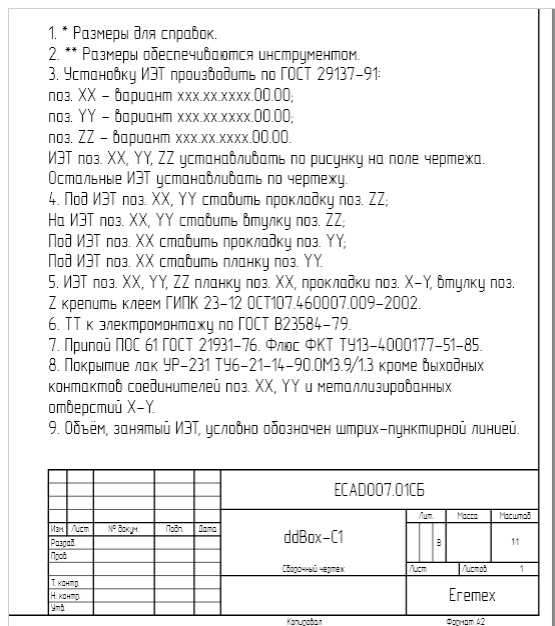 1. * Размеры для справок.
2. ** Размеры обеспечиваются инструментом.
3. Установку ИЭТ производить по ГОСТ 29137-91:
поз. XX - вариант xxx.xx.xxxx.00.00;
поз. YY - вариант xxx.xx.xxxx.00.00;
поз. ZZ - вариант xxx.xx.xxxx.00.00.
ИЭТ поз. XX, YY, ZZ устанавливать по рисунку на поле чертежа.
Остальные ИЭТ устанавливать по чертежу.
4. Под ИЭТ поз. XX, YY ставить прокладку поз. ZZ;
На ИЭТ поз. XX, YY ставить втулку поз. ZZ;
Под ИЭТ поз. XX ставить прокладку поз. YY;
Под ИЭТ поз. XX ставить планку поз. YY.
5. ИЭТ поз. XX, YY, ZZ планку поз. XX, прокладки поз. X-Y, втулку поз.
Z крепить клеем ГИПК 23-12 ОСТ107.460007.009-2002.
6. ТТ к электромонтажу по ГОСТ В23584-79.
7. Припой ПОС 61 ГОСТ 21931-76. Флюс ФКТ ТУ13-4000177-51-85.
8. Покрытие лак УР-231 ТУ6-21-14-90.ОМ3.9/1.3 кроме выходных
контактов соединителей поз. XX, YY и металлизированных
отверстий X-Y.
9. Объём, занятый ИЭТ, условно обозначен штрих-пунктирной линией.
ECAD007.01СБ
Изм. Лист № докум. Подп. Дата
Разраб.
Пров.
Т. контр.
Н. контр.
Утв.
ddBox-C1
Сборочный чертеж
Лит. Масса Масштаб
В 1:1
Лист Листов 1
Eremex
Копировал Формат А2